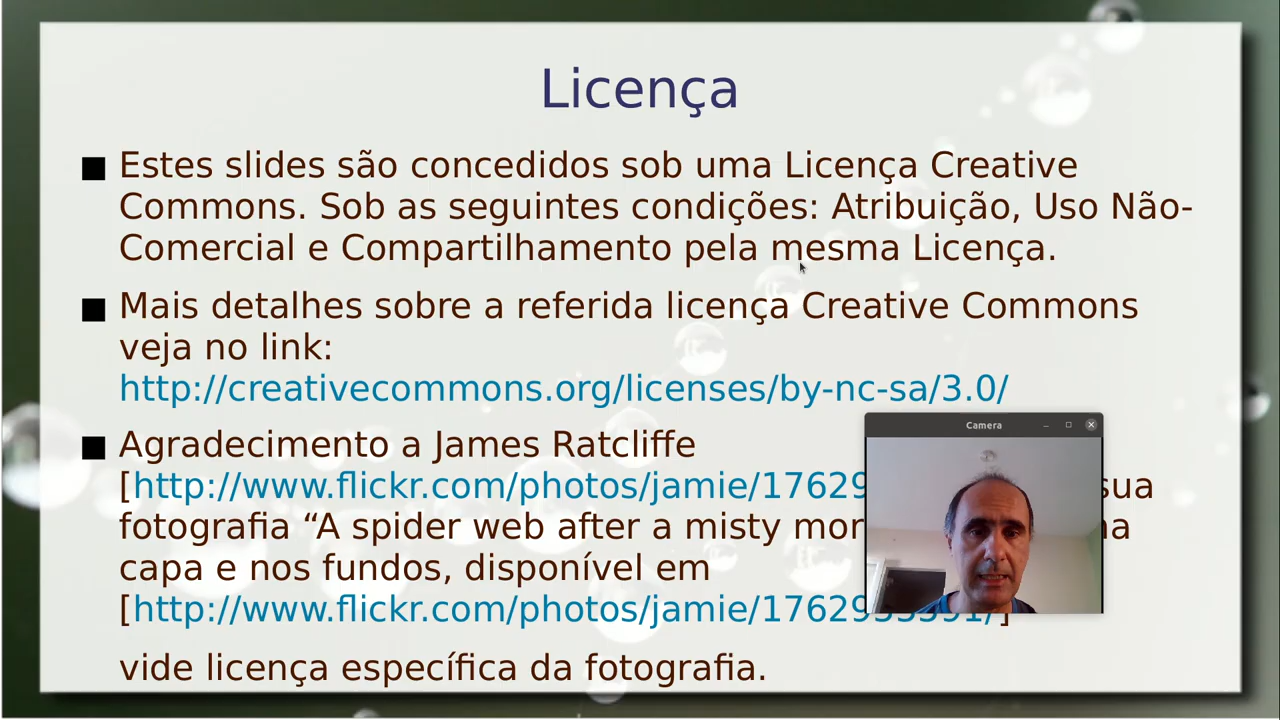 Licença
Estes slides são concedidos sob uma Licença Creative
Commons. Sob as seguintes condições: Atribuição, Uso Não-
Comercial e Compartilhamento pela mesma Licença.
Mais detalhes sobre a referida licença Creative Commons
veja no link:
http://creativecommons.org/licenses/by-nc-sa/3.0/
Agradecimento a James Ratcliffe
Camera
[http://www.flickr.com/photos/jamie/17629 sua
fotografia “A spider web after a misty
capa e nos fundos, disponível em
[http://www.flickr.com/photos/jamie/1762953391/]
vide licença específica da fotografia.